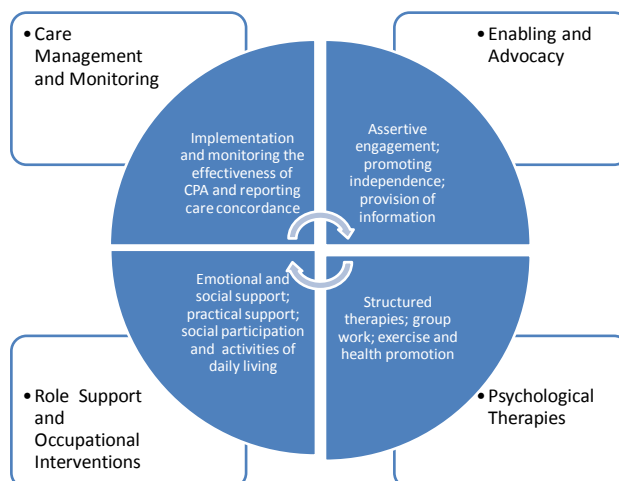 • Care
Management
and Monitoring
• Enabling and
Advocacy
Implementation
and monitoring the
effectiveness of
CPA and reporting
care concordance
Assertive
engagement;
promoting
independence;
provision of
information
Emotional and
social support;
practical support;
social participation
and activities of
daily living
Structured
therapies; group
work; exercise and
health promotion
• Role Support
and
Occupational
Interventions
• Psychological
Therapies